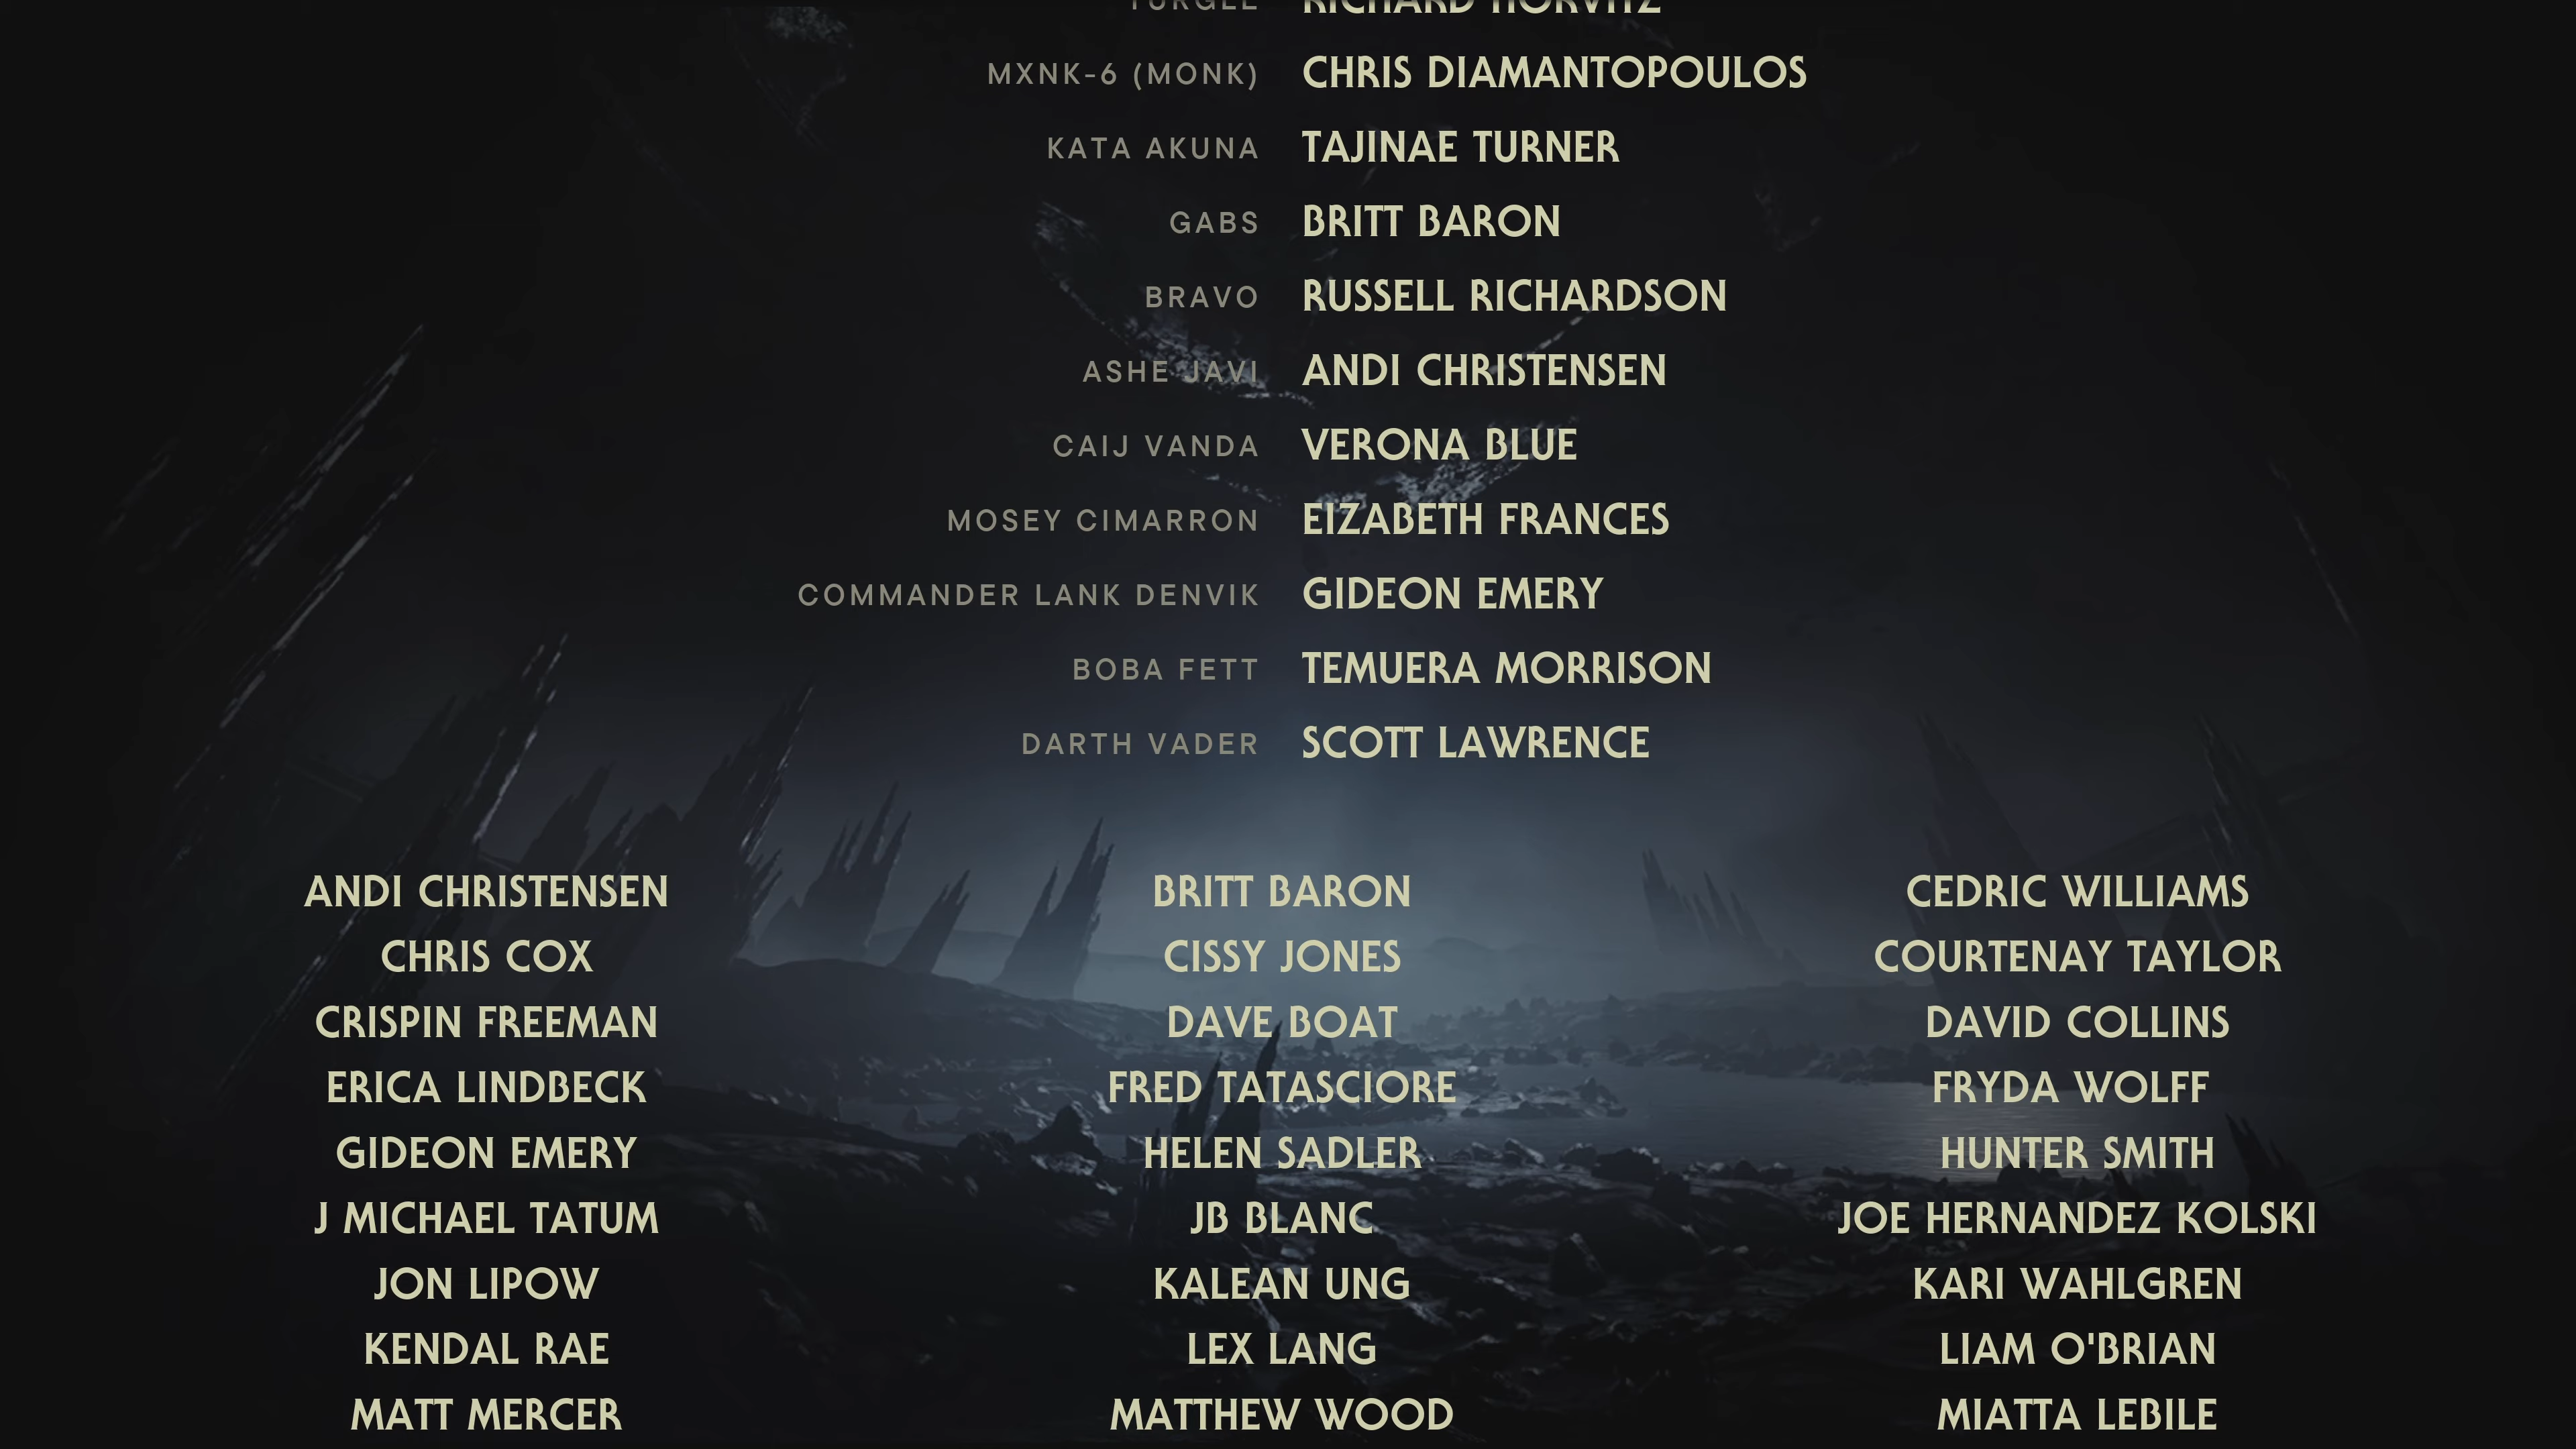 TURGLE RICHARD HORVITZ
MXNK-6 (MONK) CHRIS DIAMANTOPOULOS
KATA AKUNA TAJINAE TURNER
GABS BRITT BARON
BRAVO RUSSELL RICHARDSON
ASHE JAVI ANDI CHRISTENSEN
CAIJ VANDA VERONA BLUE
MOSEY CIMARRON EIZABETH FRANCES
COMMANDER LANK DENVIK GIDEON EMERY
BOBA FETT TEMUERA MORRISON
DARTH VADER SCOTT LAWRENCE
ANDI CHRISTENSEN BRITT BARON CEDRIC WILLIAMS
CHRIS COX CISSY JONES COURTENAY TAYLOR
CRISPIN FREEMAN DAVE BOAT DAVID COLLINS
ERICA LINDBECK FRED TATASCIORE FRYDA WOLFF
GIDEON EMERY HELEN SADLER HUNTER SMITH
J MICHAEL TATUM JB BLANC JOE HERNANDEZ KOLSKI
JON LIPOW KALEAN UNG KARI WAHLGREN
KENDAL RAE LEX LANG LIAM O'BRIAN
MATT MERCER MATTHEW WOOD MIATTA LEBILE